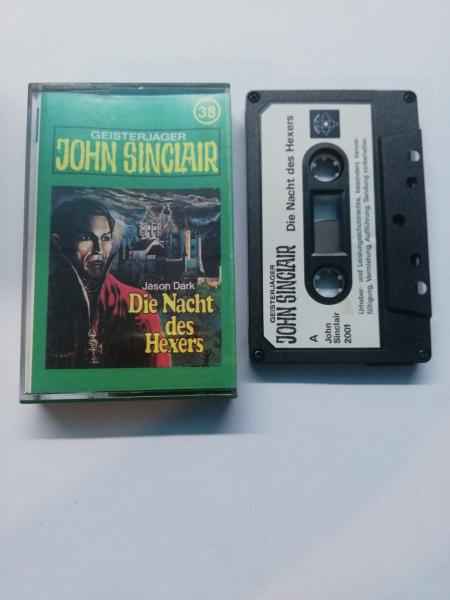 38
GEISTERJÄGER
JOHN SINCLAIR
Jason Dark
Die Nacht
des
Hexers
GEISTERJÄGER
JOHN SINCLAIR
Die Nacht des Hexers
A
John
Sinclair
2001
Urheber- und Leistungsschutzrechte, besonders Verviel-
fältigung, Vermietung, Aufführung, Sendung vorbehalten.